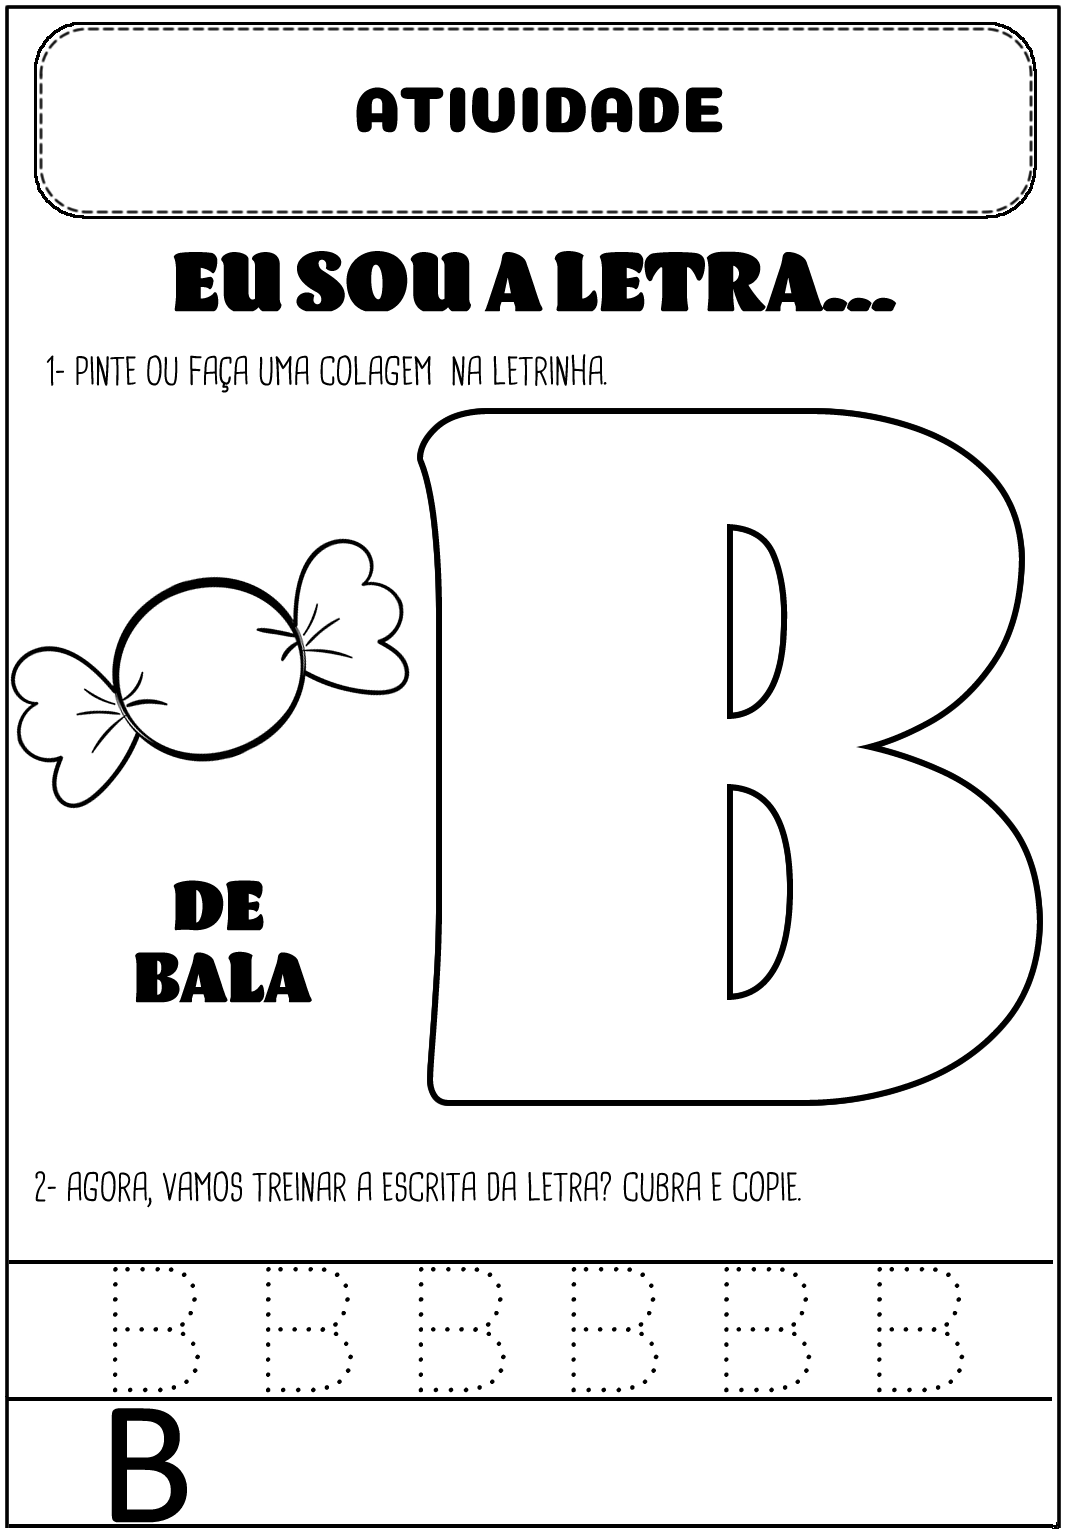 ATIVIDADE
EU SOU A LETRA...
1- PINTE OU FAÇA UMA COLAGEM NA LETRINHA.
B
DE
BALA
2- AGORA, VAMOS TREINAR A ESCRITA DA LETRA? CUBRA E COPIE.
B B B B B B
B